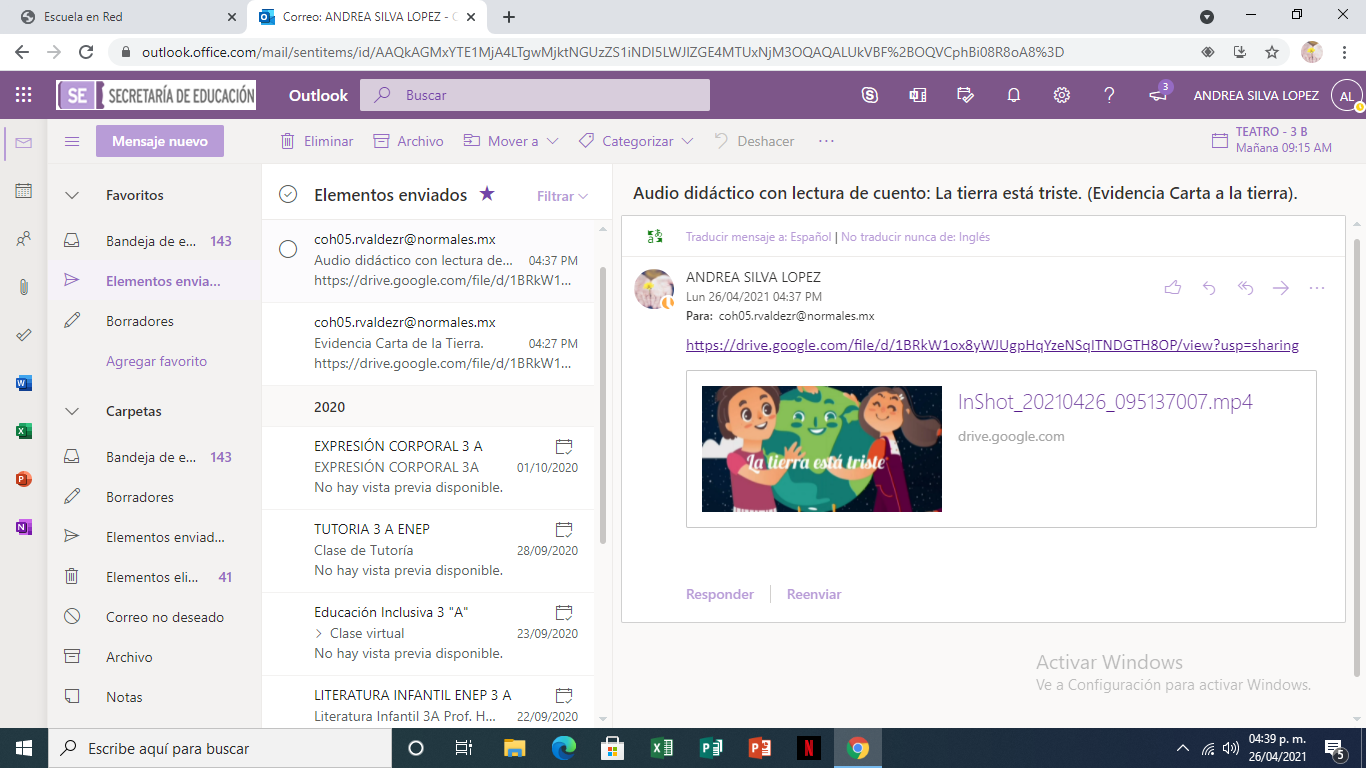 Escuela en Red
Correo: ANDREA SILVA LOPEZ - O
outlook.office.com/mail/sentitems/id/AAQkAGMxYTE1MjA4LTgwMjktNGUzZS1iNDI5LWJlZGE4MTUxNjM3OQAQALUkVBF%2BOQVCphBi08R8oA8%3D
SE SECRETARÍA DE EDUCACIÓN
Outlook
Buscar
3
ANDREA SILVA LOPEZ
AL
Mensaje nuevo
Eliminar
Archivo
Mover a
Categorizar
Deshacer
TEATRO - 3 B
Mañana 09:15 AM
Favoritos
Bandeja de e... 143
Elementos envia...
Borradores
Agregar favorito
Carpetas
Bandeja de e... 143
Borradores
Elementos enviad...
Elementos eli... 41
Correo no deseado
Archivo
Notas
Elementos enviados
Filtrar
coh05.rvaldezr@normales.mx
Audio didáctico con lectura de... 04:37 PM
https://drive.google.com/file/d/1BRkW1...
coh05.rvaldezr@normales.mx
Evidencia Carta de la Tierra. 04:27 PM
https://drive.google.com/file/d/1BRkW1...
2020
EXPRESIÓN CORPORAL 3 A
EXPRESIÓN CORPORAL 3A 01/10/2020
No hay vista previa disponible.
TUTORIA 3 A ENEP
Clase de Tutoría 28/09/2020
No hay vista previa disponible.
Educación Inclusiva 3 "A"
Clase virtual 23/09/2020
No hay vista previa disponible.
LITERATURA INFANTIL ENEP 3 A
Literatura Infantil 3A Prof. H... 22/09/2020
Audio didáctico con lectura de cuento: La tierra está triste. (Evidencia Carta a la tierra).
Traducir mensaje a: Español | No traducir nunca de: Inglés
ANDREA SILVA LOPEZ
Lun 26/04/2021 04:37 PM
Para: coh05.rvaldezr@normales.mx
https://drive.google.com/file/d/1BRkW1ox8yWJUgpHqYzeNSqITNDGTH8OP/view?usp=sharing
La tierra está triste
InShot_20210426_095137007.mp4
drive.google.com
Responder
Reenviar
Activar Windows
Ve a Configuración para activar Windows.
Escribe aquí para buscar
04:39 p. m.
26/04/2021
5